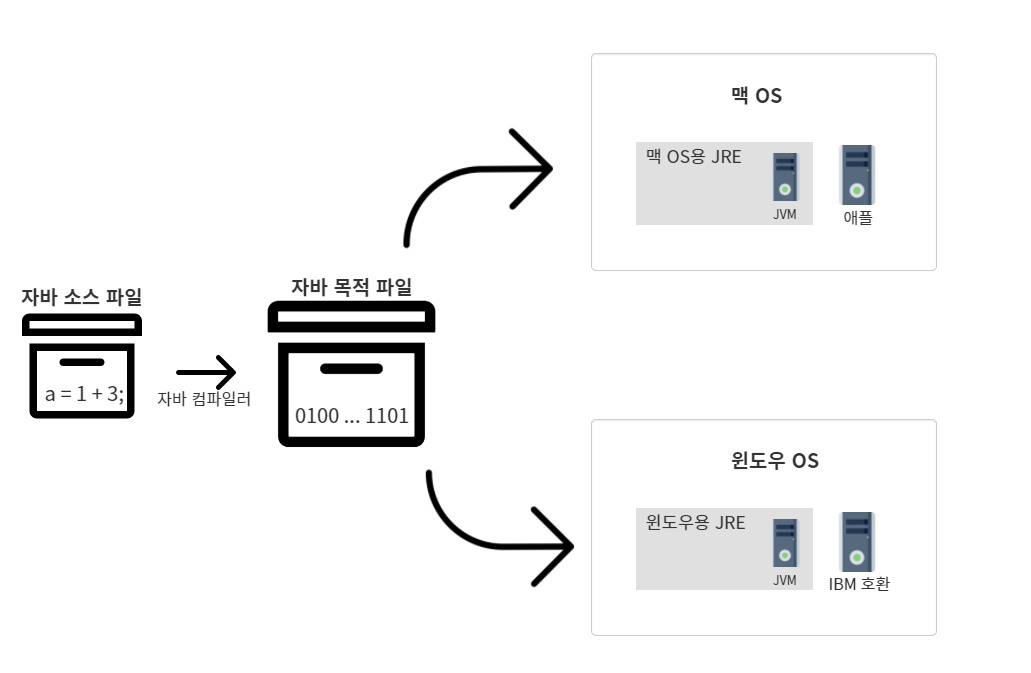 자바 소스 파일
a = 1 + 3;
자바 컴파일러
자바 목적 파일
0100 ... 1101
맥 OS
맥 OS용 JRE
JVM
애플
윈도우 OS
윈도우용 JRE
JVM
IBM 호환